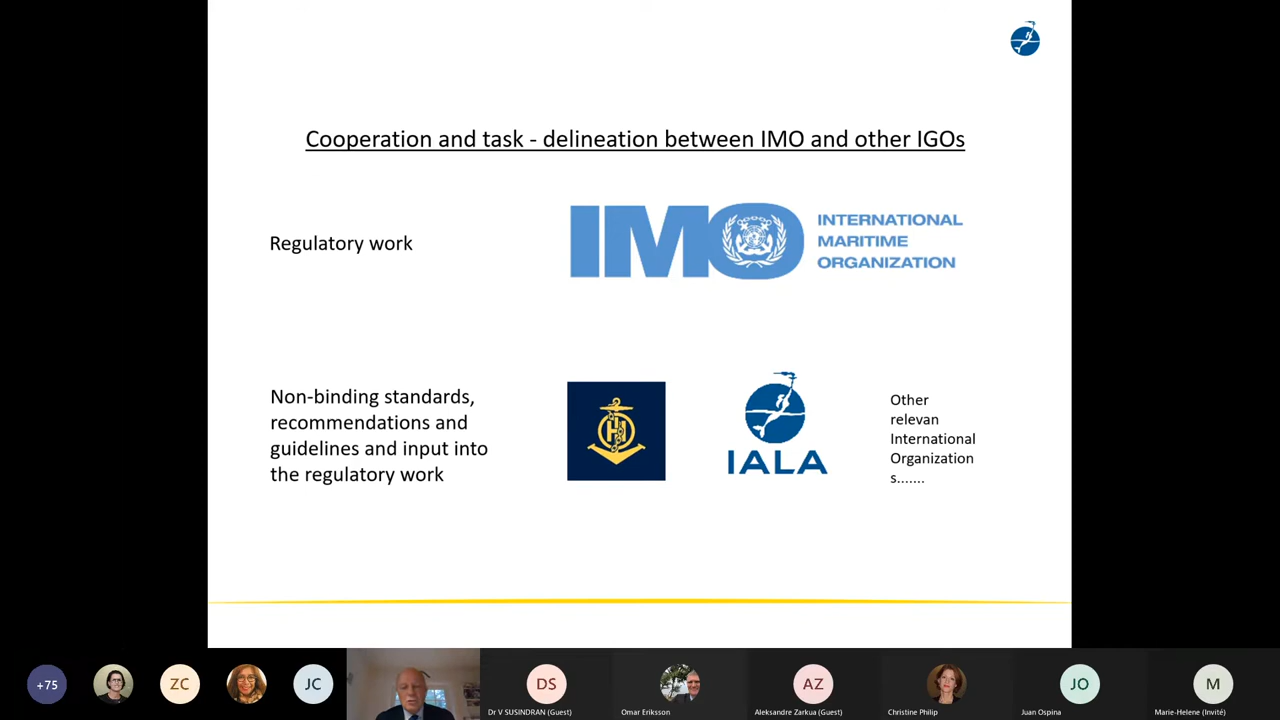 Cooperation and task - delineation between IMO and other IGOs
Regulatory work
IMO
INTERNATIONAL
MARITIME
ORGANIZATION
Non-binding standards,
recommendations and
guidelines and input into
the regulatory work
IALA
Other
relevan
International
Organization
s.......
+75
ZC
JC
DS
Dr V SUSINDRAN (Guest)
Omar Eriksson
AZ
Aleksandre Zarkua (Guest)
Christine Philip
JO
Juan Ospina
M
Marie-Helene (Invité)